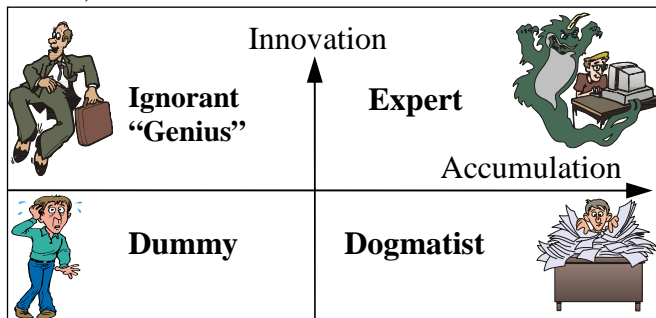 Innovation
Ignorant
“Genius”
Expert
Accumulation
Dummy
Dogmatist